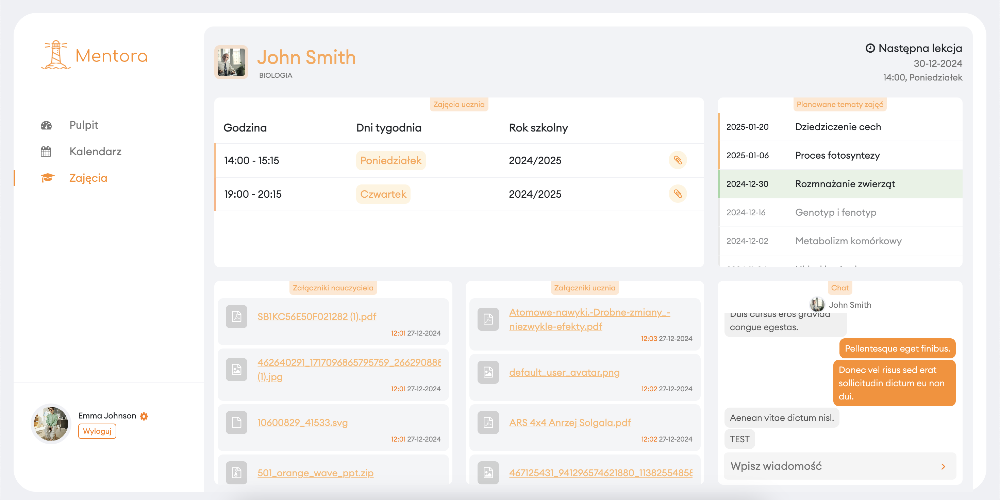 Mentora
Pulpit
Kalendarz
Zajęcia
Emma Johnson
Wyloguj
John Smith
BIOLOGIA
Następna lekcja
30-12-2024
14:00, Poniedziałek
Zajęcia ucznia
Godzina Dni tygodnia Rok szkolny
14:00 - 15:15 Poniedziałek 2024/2025
19:00 - 20:15 Czwartek 2024/2025
Planowane tematy zajęć
2025-01-20 Dziedziczenie cech
2025-01-06 Proces fotosyntezy
2024-12-30 Rozmnażanie zwierząt
2024-12-16 Genotyp i fenotyp
2024-12-02 Metabolizm komórkowy
Załączniki nauczyciela
SB1KC56E50F021282 (1).pdf
12:01 27-12-2024
462640291_1717096865795759_266290888
(1).jpg
12:01 27-12-2024
10600829_41533.svg
12:01 27-12-2024
501_orange_wave_ppt.zip
Załączniki ucznia
Atomowe-nawyki.-Drobne-zmiany_-
niezwykle-efekty.pdf
12:03 27-12-2024
default_user_avatar.png
12:02 27-12-2024
ARS 4x4 Anrzej Solgala.pdf
12:02 27-12-2024
467125431_941296574621880_11382554858
Chat
John Smith
Duis cursus eros gravida
congue egestas.
Pellentesque eget finibus.
Donec vel risus sed erat
sollicitudin dictum eu non
dui.
Aenean vitae dictum nisl.
TEST
Wpisz wiadomość